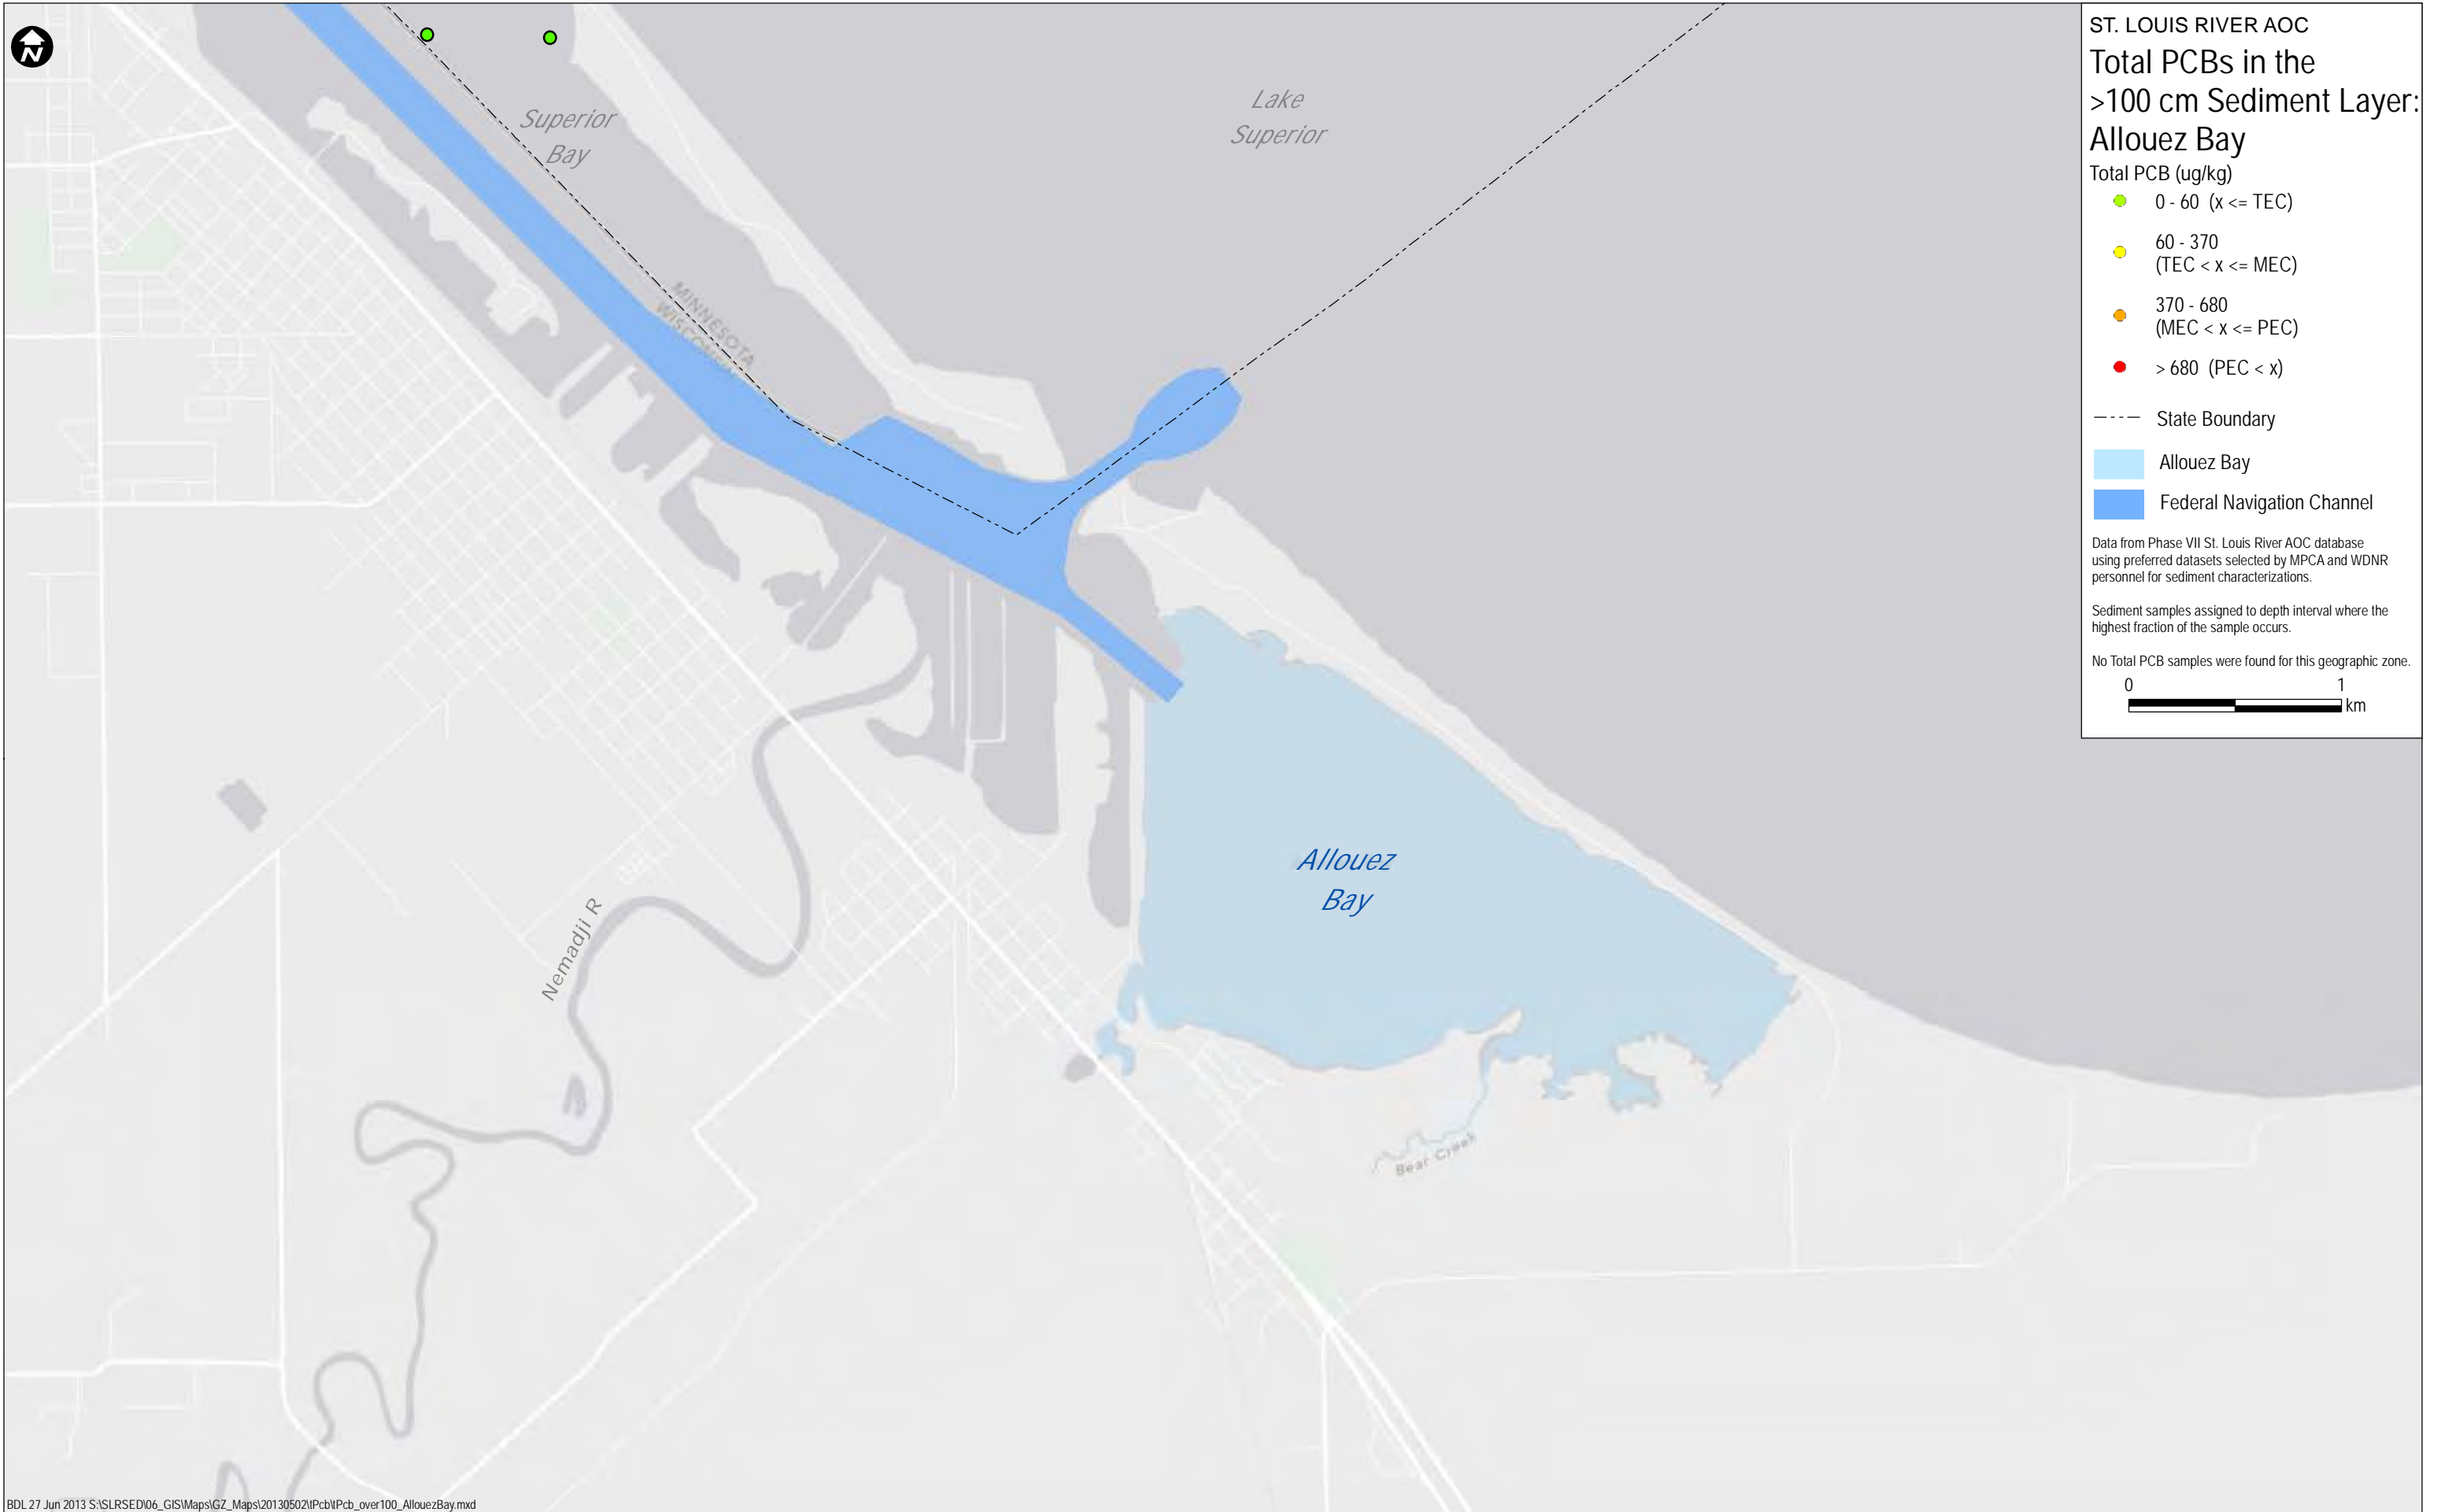 N
Superior
Bay
Lake
Superior
MINNESOTA
WISCONSIN
Allouez
Bay
Nemadji R
Bear Creek
ST. LOUIS RIVER AOC
Total PCBs in the
>100 cm Sediment Layer:
Allouez Bay
Total PCB (ug/kg)
0 - 60 (x <= TEC)
60 - 370
(TEC < x <= MEC)
370 - 680
(MEC < x <= PEC)
> 680 (PEC < x)
State Boundary
Allouez Bay
Federal Navigation Channel
Data from Phase VII St. Louis River AOC database
using preferred datasets selected by MPCA and WDNR
personnel for sediment characterizations.
Sediment samples assigned to depth interval where the
highest fraction of the sample occurs.
No Total PCB samples were found for this geographic zone.
0 1
km
BDL 27 Jun 2013 S:\SLRSED\06_GIS\Maps\GZ_Maps\20130502\tPcb\tPcb_over100_AllouezBay.mxd